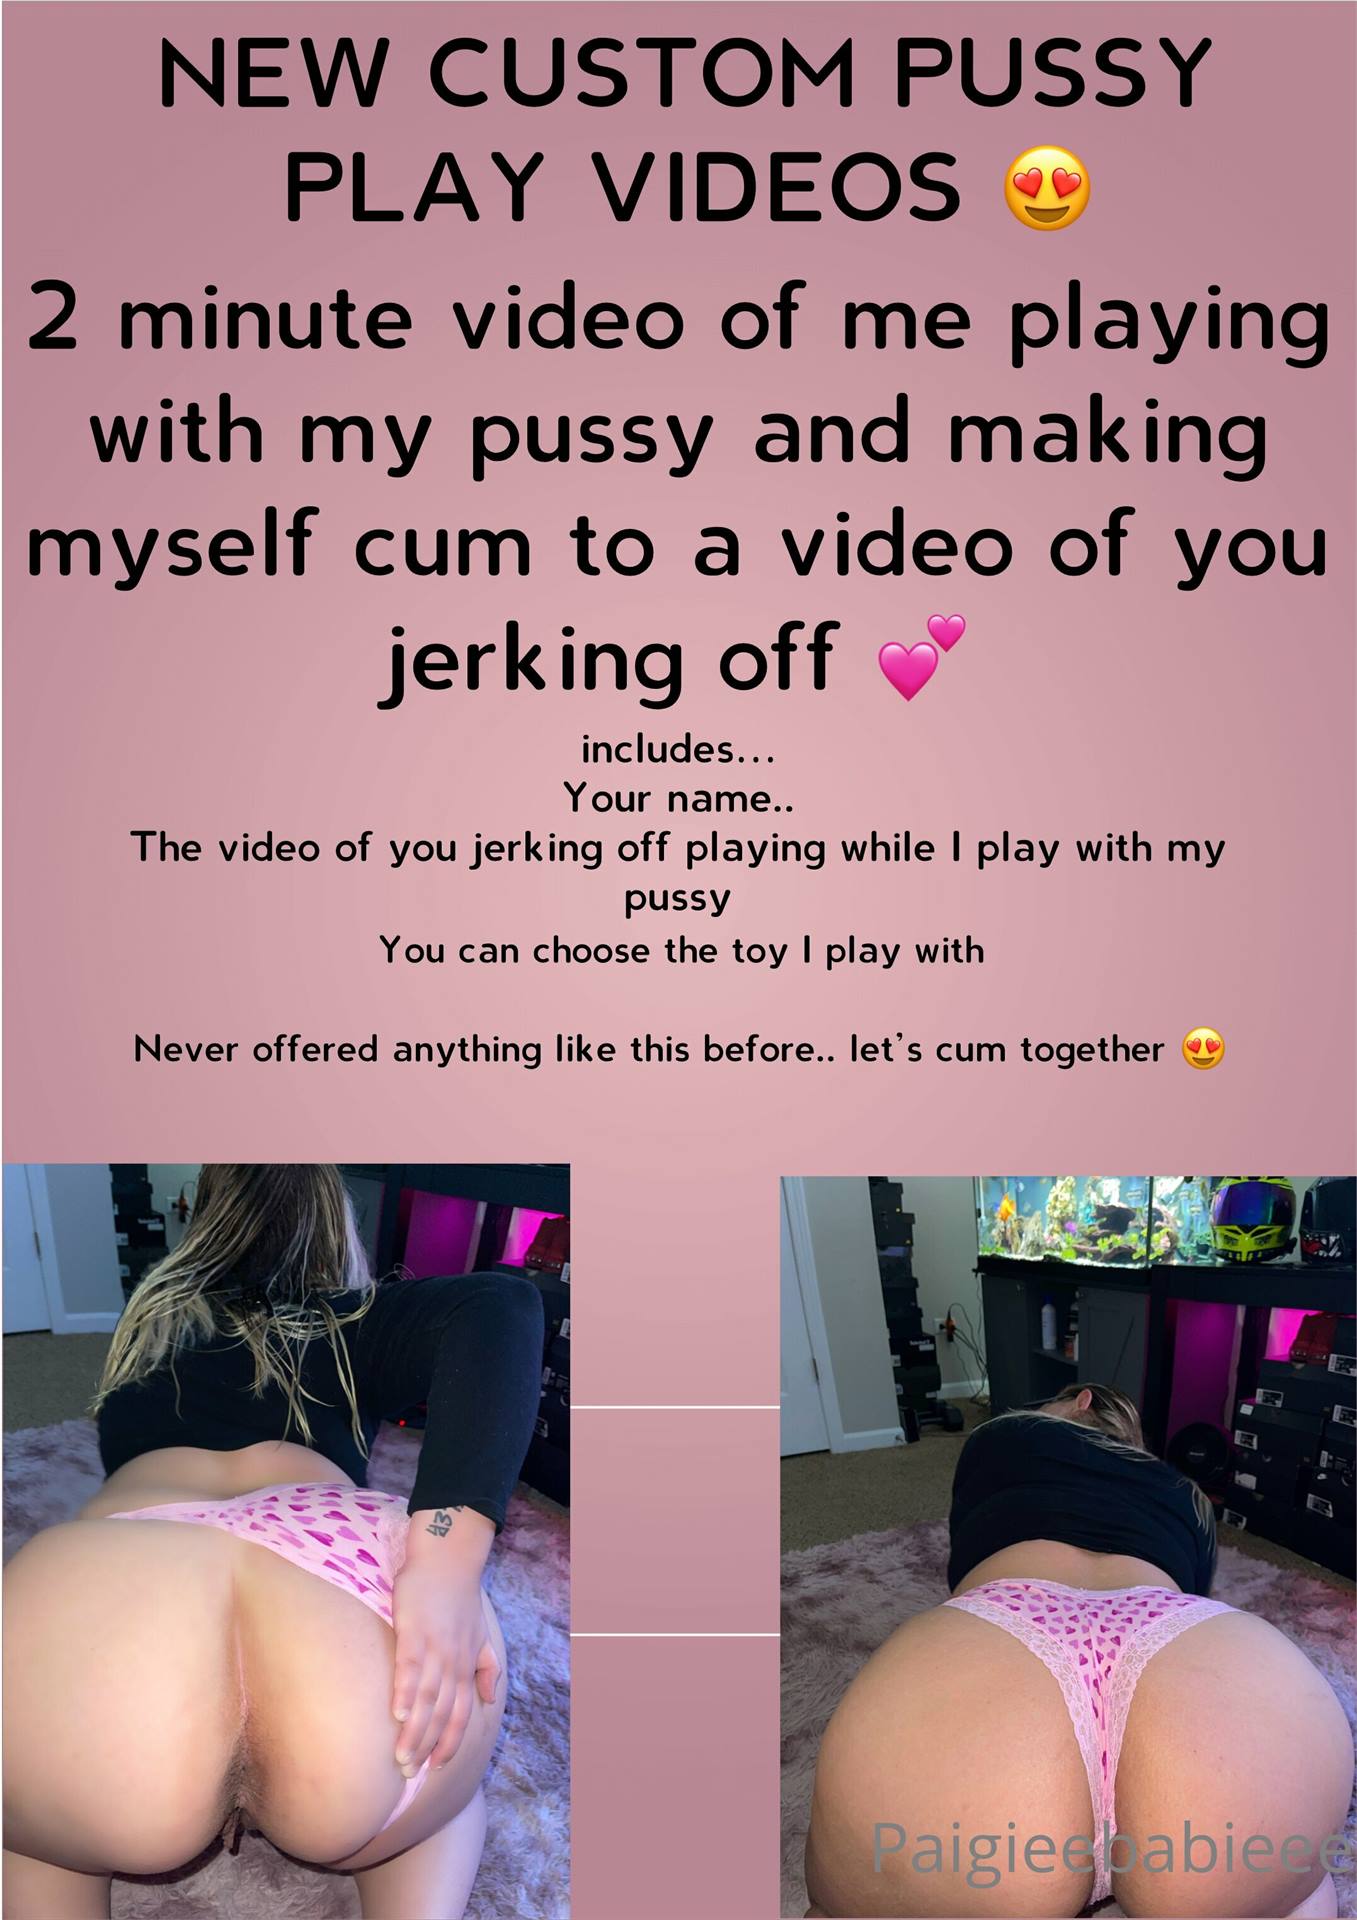 NEW CUSTOM PUSSY
PLAY VIDEOS 😍
2 minute video of me playing
with my pussy and making
myself cum to a video of you
jerking off 💕
includes...
Your name..
The video of you jerking off playing while I play with my
pussy
You can choose the toy I play with
Never offered anything like this before.. let’s cum together 😍
Paigieebabieee